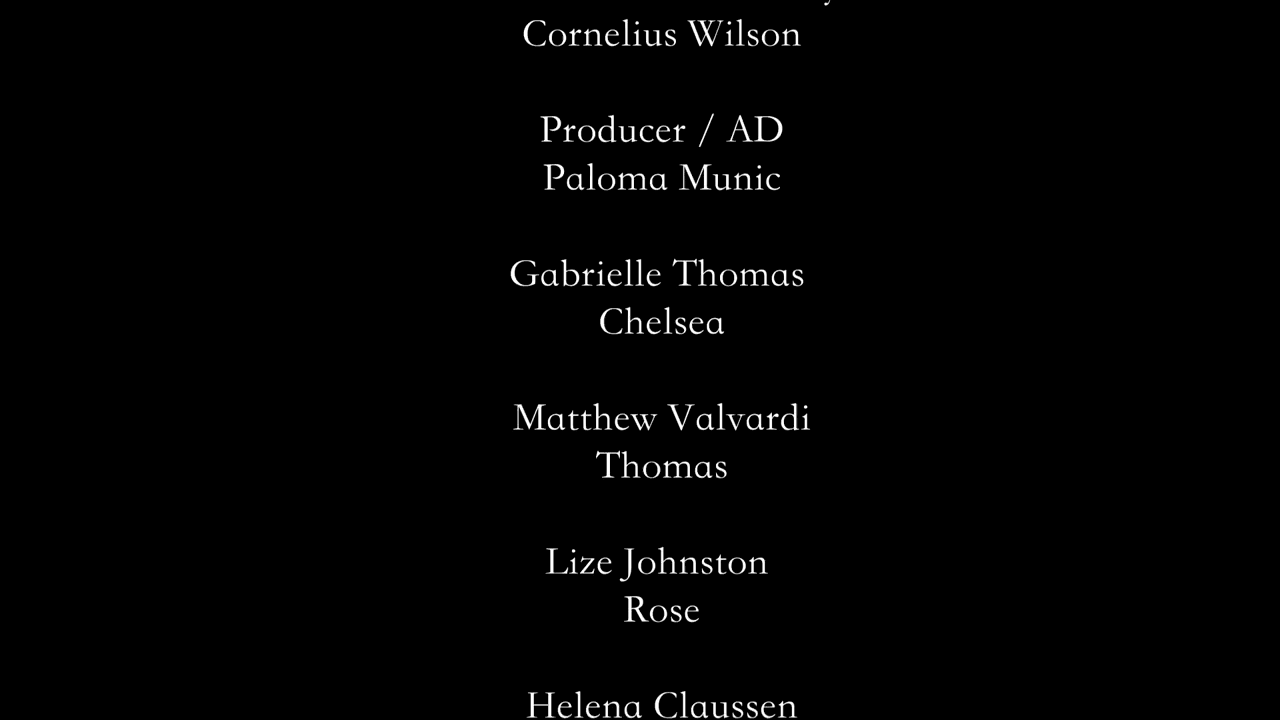 Cornelius Wilson
Producer / AD
Paloma Munic
Gabrielle Thomas
Chelsea
Matthew Valvardi
Thomas
Lize Johnston
Rose
Helena Claussen